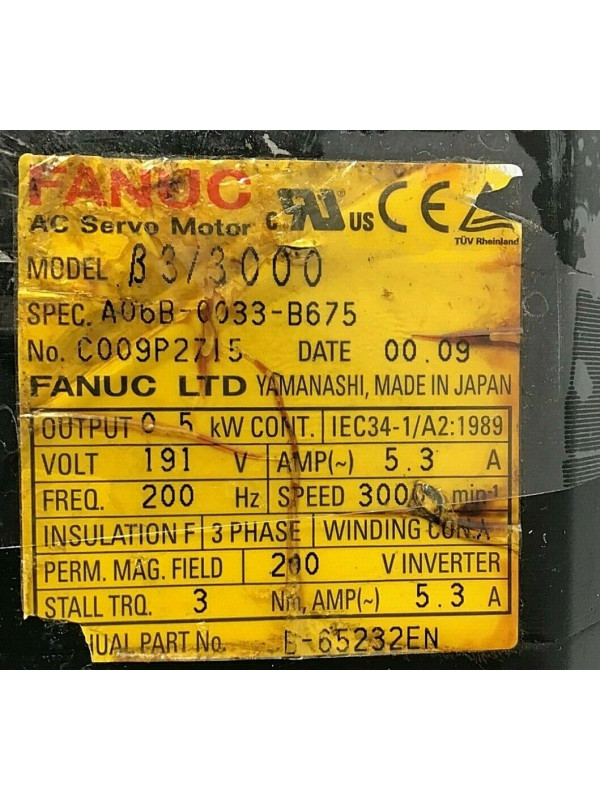 FANUC
AC Servo Motor c RU US CE TÜV Rheinland
MODEL β3/3000
SPEC. A06B-0033-B675
No. C009P2715 DATE 00.09
FANUC LTD YAMANASHI, MADE IN JAPAN
OUTPUT 0.5 kW CONT. IEC34-1/A2:1989
VOLT 191 V AMP(~) 5.3 A
FREQ. 200 Hz SPEED 3000 min-1
INSULATION F 3 PHASE WINDING CON.A
PERM. MAG. FIELD 200 V INVERTER
STALL TRQ. 3 Nm, AMP(~) 5.3 A
UAL PART No. B-65232EN